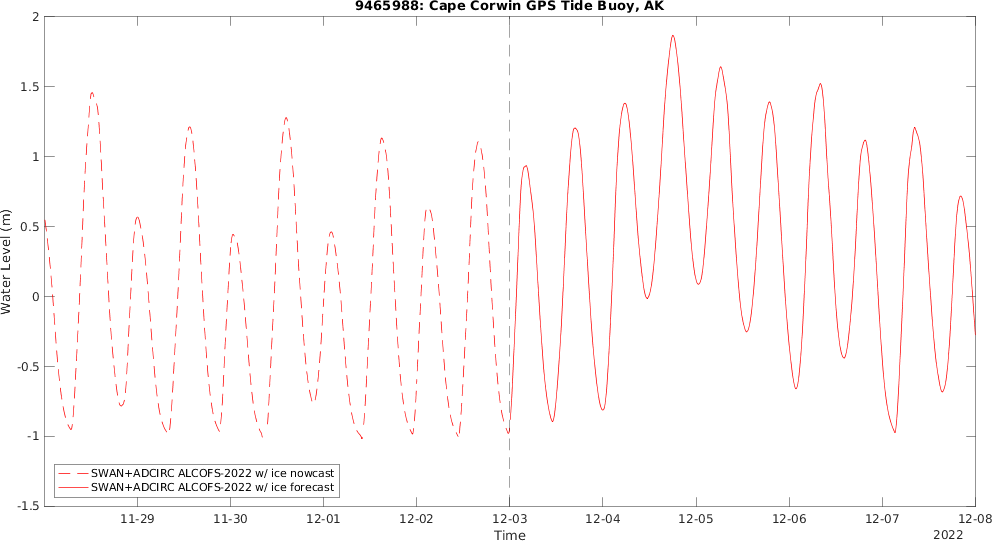 9465988: Cape Corwin GPS Tide Buoy, AK
2
1.5
1
0.5
0
-0.5
-1
-1.5
Water Level (m)
SWAN+ADCIRC ALCOFS-2022 w/ ice nowcast
SWAN+ADCIRC ALCOFS-2022 w/ ice forecast
11-29 11-30 12-01 12-02 12-03 12-04 12-05 12-06 12-07 12-08
Time
2022